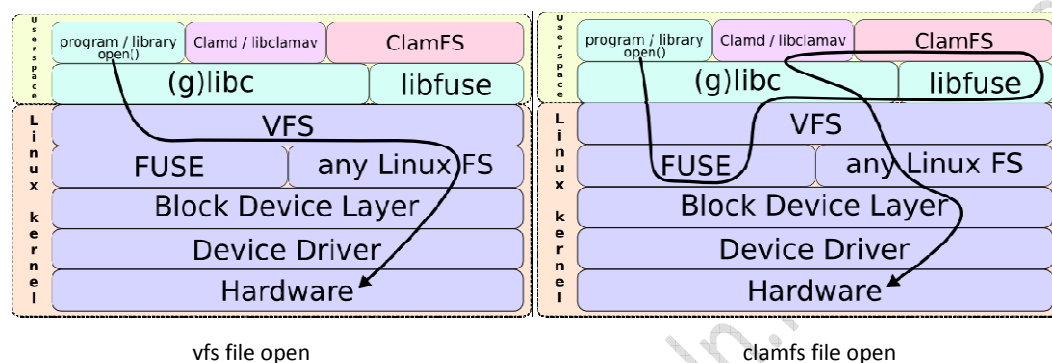 userspace
program / library
open()
Clamd / libclamav
ClamFS
(g)libc
libfuse
Linux kernel
VFS
FUSE
any Linux FS
Block Device Layer
Device Driver
Hardware
vfs file open
userspace
program / library
open()
Clamd / libclamav
ClamFS
(g)libc
libfuse
Linux kernel
VFS
FUSE
any Linux FS
Block Device Layer
Device Driver
Hardware
clamfs file open